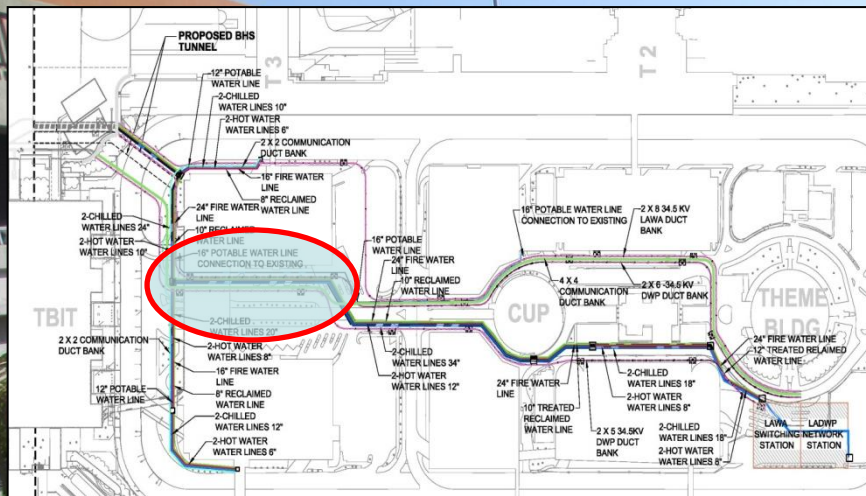 PROPOSED BHS
TUNNEL
T 3
T 2
12" POTABLE
WATER LINE
2-CHILLED
WATER LINES 10"
2-HOT WATER
WATER LINES 6"
2 X 2 COMMUNICATION
DUCT BANK
16" FIRE WATER
LINE
8" RECLAIMED
WATER LINE
2-CHILLED
WATER LINES 24"
2-HOT WATER
WATER LINES 10"
24" FIRE WATER
LINE
10" RECLAIMED
WATER LINE
16" POTABLE WATER LINE
CONNECTION TO EXISTING
16" POTABLE
WATER LINE
24" FIRE WATER
LINE
10" RECLAIMED
WATER LINE
16" POTABLE WATER LINE
CONNECTION TO EXISTING
2 X 8 34.5 KV
LAWA DUCT
BANK
4 X 4
COMMUNICATION
DUCT BANK
2 X 6 -34.5 KV
DWP DUCT BANK
TBIT
CUP
THEME
BLDG
2-CHILLED
WATER LINES 20"
2-HOT WATER
WATER LINES 8"
2 X 2 COMMUNICATION
DUCT BANK
16" FIRE WATER
LINE
12" POTABLE
WATER LINE
8" RECLAIMED
WATER LINE
2-CHILLED
WATER LINES 12"
2-HOT WATER
WATER LINES 6"
2-CHILLED
WATER LINES 34"
2-HOT WATER
WATER LINES 12"
24" FIRE WATER
LINE
10" TREATED
RECLAIMED
WATER LINE
2-CHILLED
WATER LINES 18"
2-HOT WATER
WATER LINES 8"
2 X 5 34.5KV
DWP DUCT
BANK
24" FIRE WATER LINE
12" TREATED RELAIMED
WATER LINE
2-CHILLED
WATER LINES 18"
2-HOT WATER
WATER LINES 8"
LAWA
SWITCHING
STATION
LADWP
NETWORK
STATION